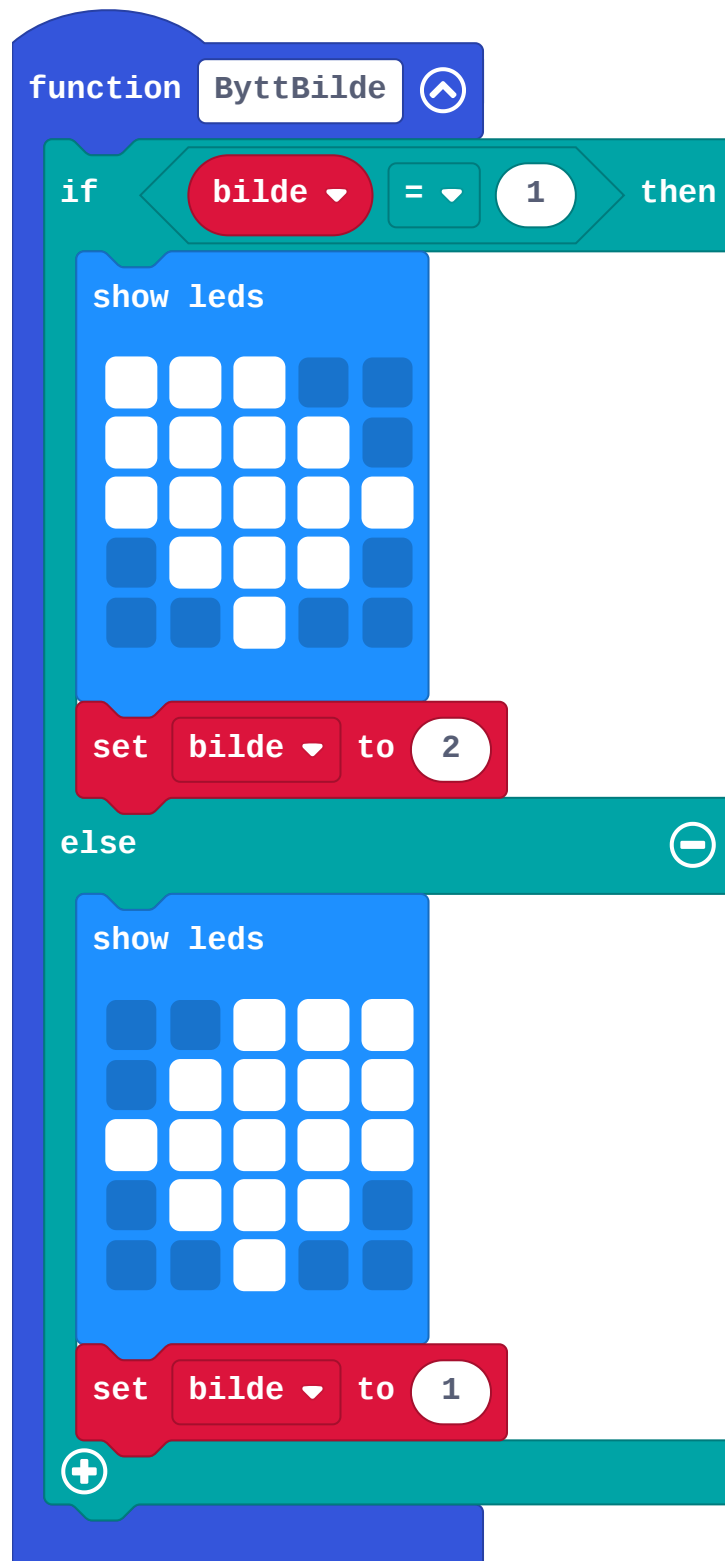 function ByttBilde
if bilde = 1 then
show leds
set bilde to 2
else
show leds
set bilde to 1